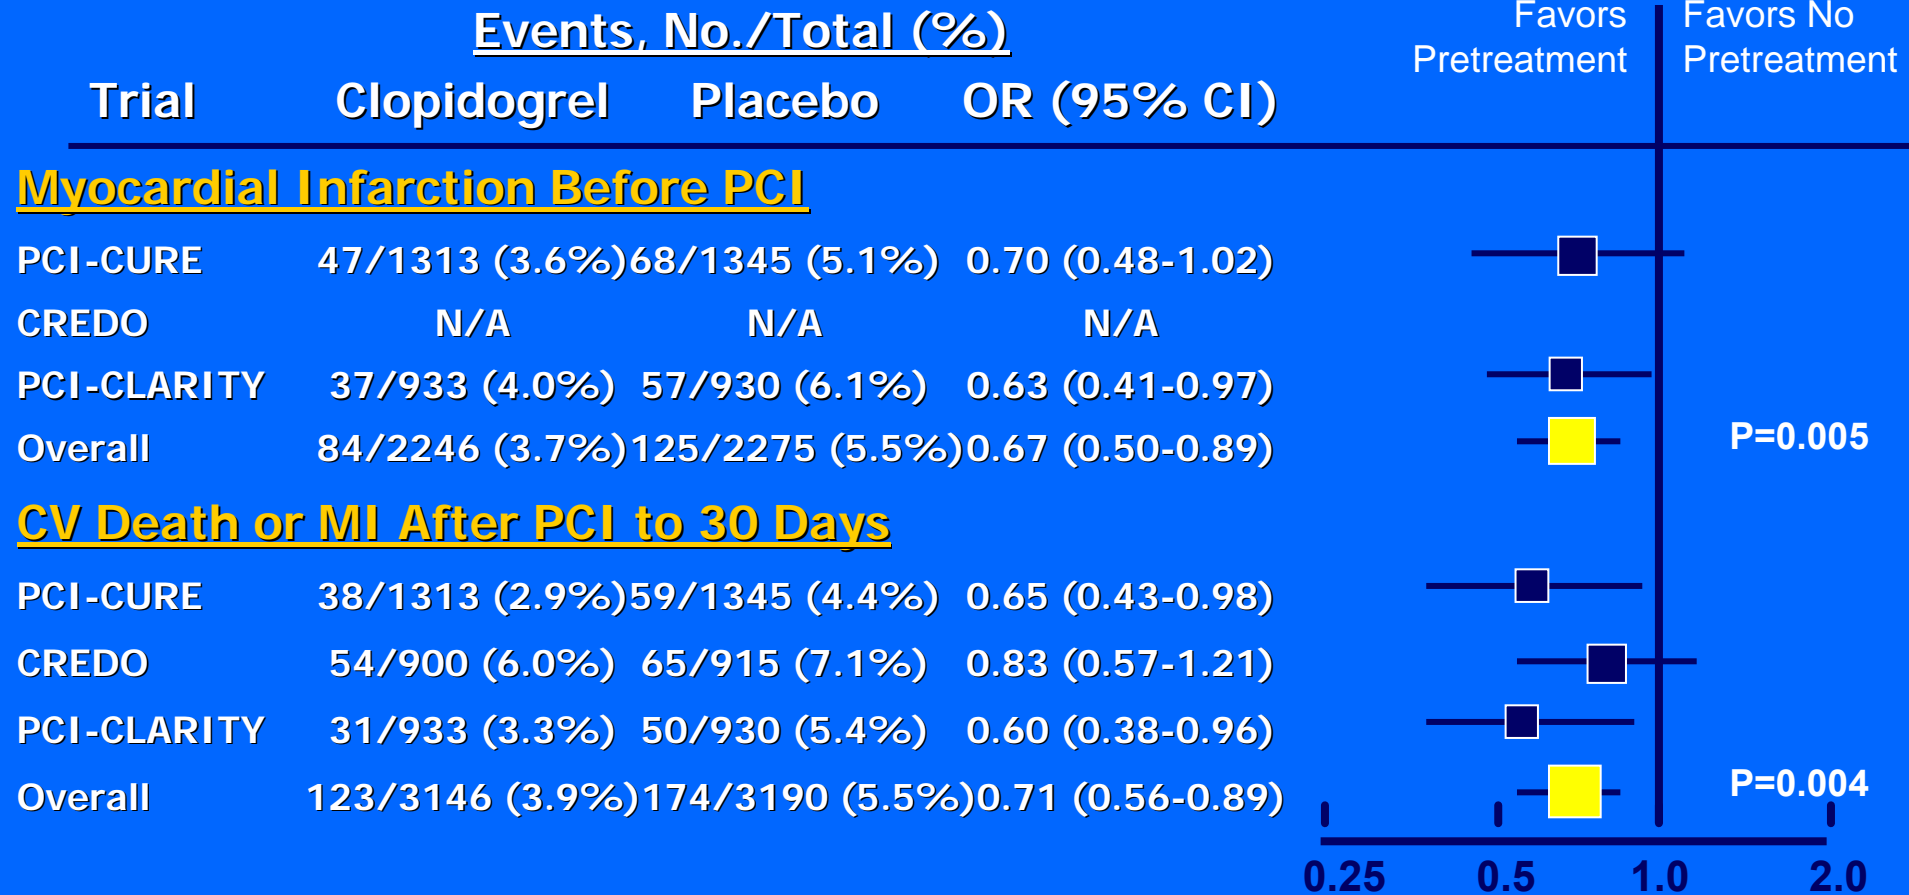 Events, No./Total (%)
Favors Pretreatment
Favors No Pretreatment
Trial Clopidogrel Placebo OR (95% CI)
Myocardial Infarction Before PCI
PCI-CURE 47/1313 (3.6%) 68/1345 (5.1%) 0.70 (0.48-1.02)
CREDO N/A N/A N/A
PCI-CLARITY 37/933 (4.0%) 57/930 (6.1%) 0.63 (0.41-0.97)
Overall 84/2246 (3.7%) 125/2275 (5.5%) 0.67 (0.50-0.89) P=0.005
CV Death or MI After PCI to 30 Days
PCI-CURE 38/1313 (2.9%) 59/1345 (4.4%) 0.65 (0.43-0.98)
CREDO 54/900 (6.0%) 65/915 (7.1%) 0.83 (0.57-1.21)
PCI-CLARITY 31/933 (3.3%) 50/930 (5.4%) 0.60 (0.38-0.96)
Overall 123/3146 (3.9%) 174/3190 (5.5%) 0.71 (0.56-0.89) P=0.004
0.25 0.5 1.0 2.0